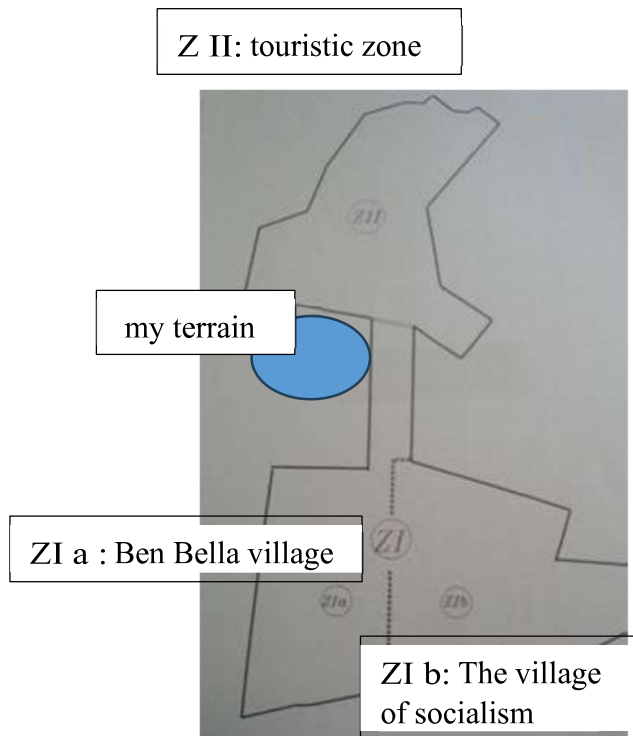 Z II: touristic zone
ZII
my terrain
ZI a : Ben Bella village
ZI
ZIa
ZIb
ZI b: The village
of socialism